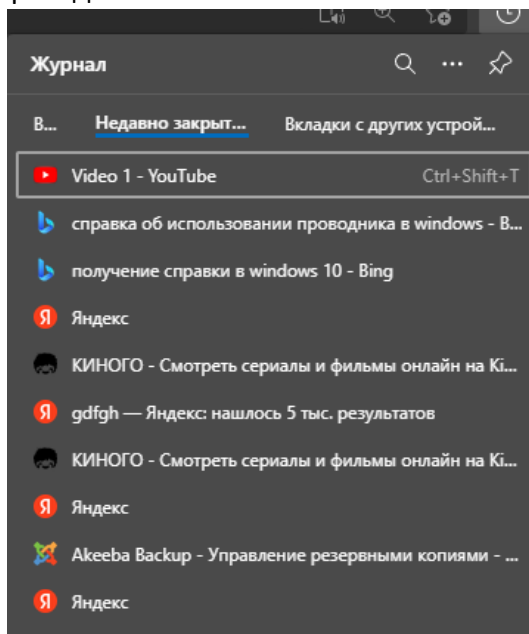 Журнал
В... Недавно закрыт... Вкладки с других устрой...
Video 1 - YouTube Ctrl+Shift+T
справка об использовании проводника в windows - B...
получение справки в windows 10 - Bing
Я Яндекс
КИНОГО - Смотреть сериалы и фильмы онлайн на Ki...
Я gdfgh — Яндекс: нашлось 5 тыс. результатов
КИНОГО - Смотреть сериалы и фильмы онлайн на Ki...
Я Яндекс
Akeeba Backup - Управление резервными копиями - ...
Я Яндекс